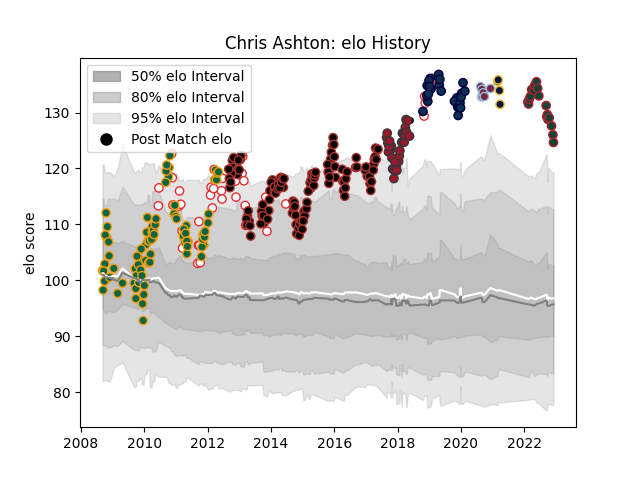 Chris Ashton: elo History
50% elo Interval
80% elo Interval
95% elo Interval
Post Match elo
elo score
130
120
110
100
90
80
2008 2010 2012 2014 2016 2018 2020 2022